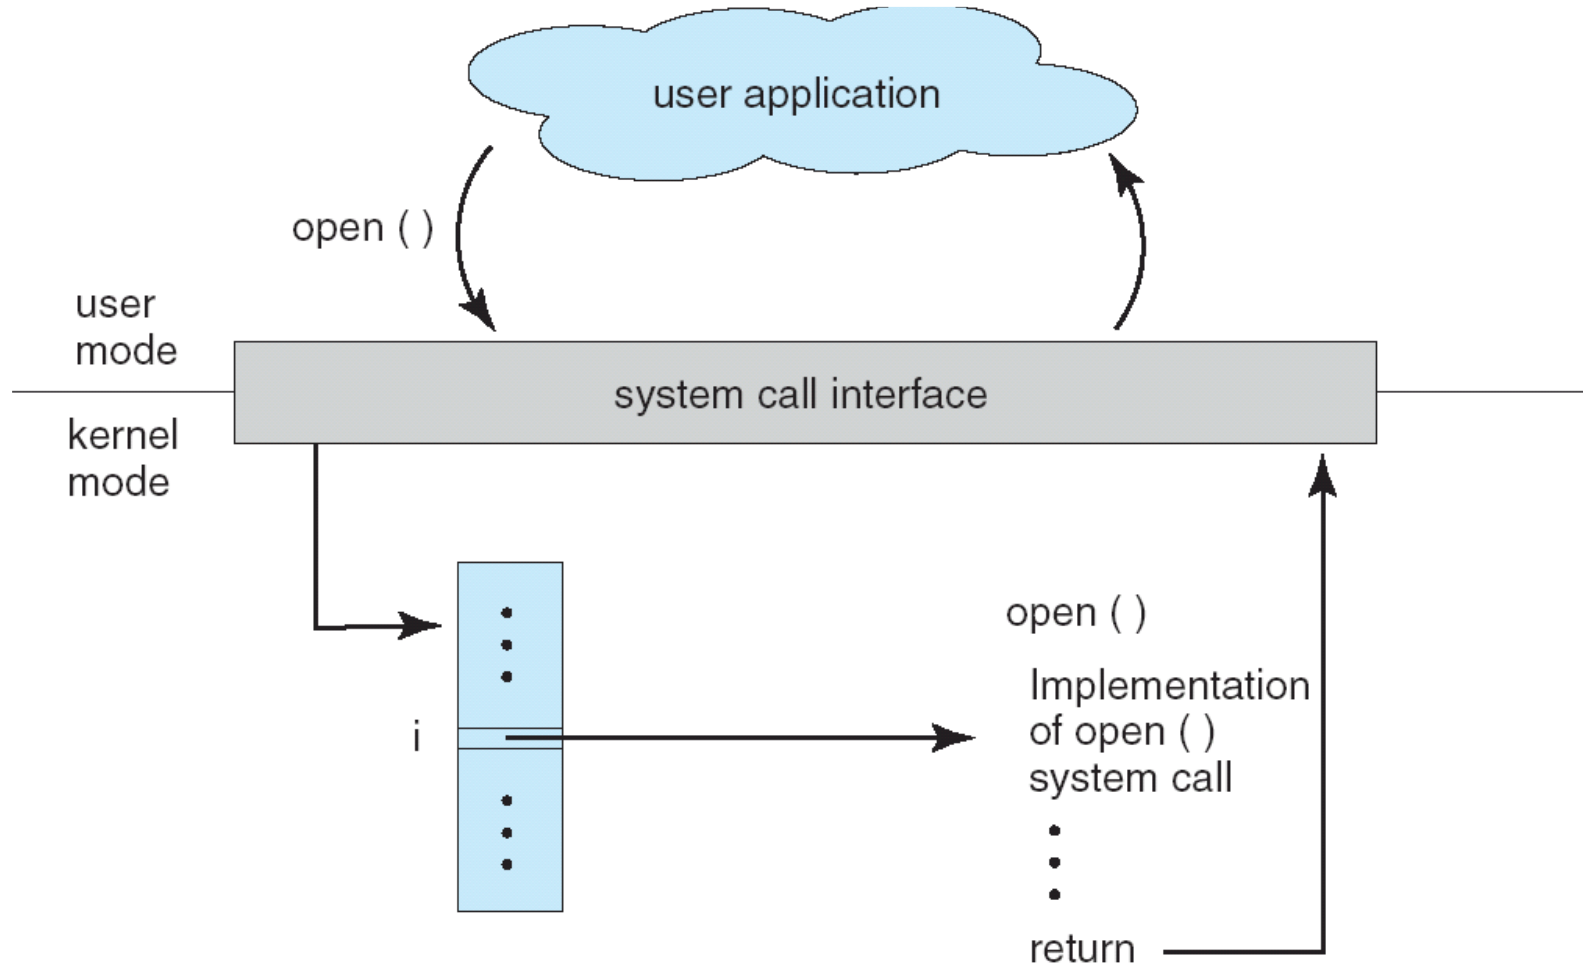 user application
open ( )
user
mode
system call interface
kernel
mode
open ( )
Implementation
i
of open ( )
system call
return